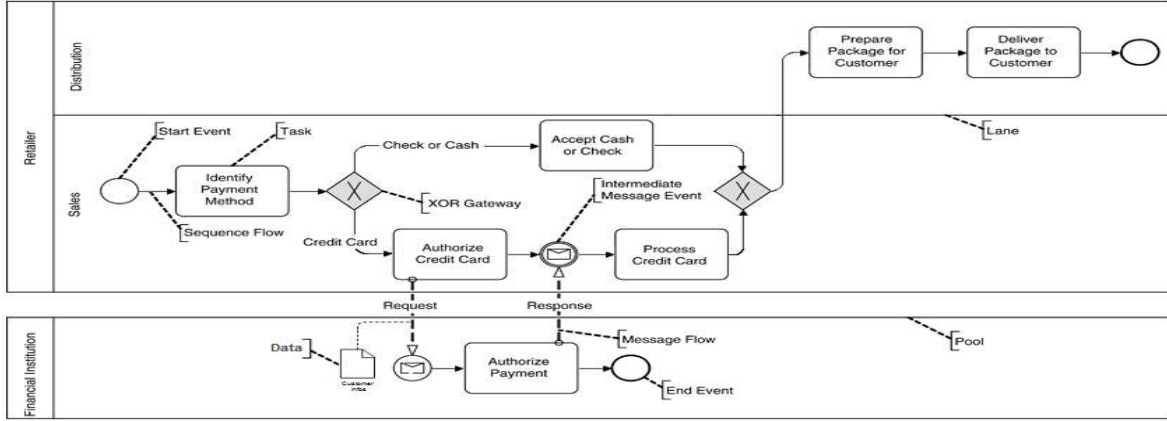 Retailer
Distribution
Prepare
Package for
Customer
Deliver
Package to
Customer
Sales
Start Event
Task
Identify
Payment
Method
Sequence Flow
Check or Cash
X
XOR Gateway
Credit Card
Accept Cash
or Check
Intermediate
Message Event
Authorize
Credit Card
Process
Credit Card
X
Lane
Request
Response
Financial Institution
Data
Customer
Infos
Authorize
Payment
Message Flow
End Event
Pool